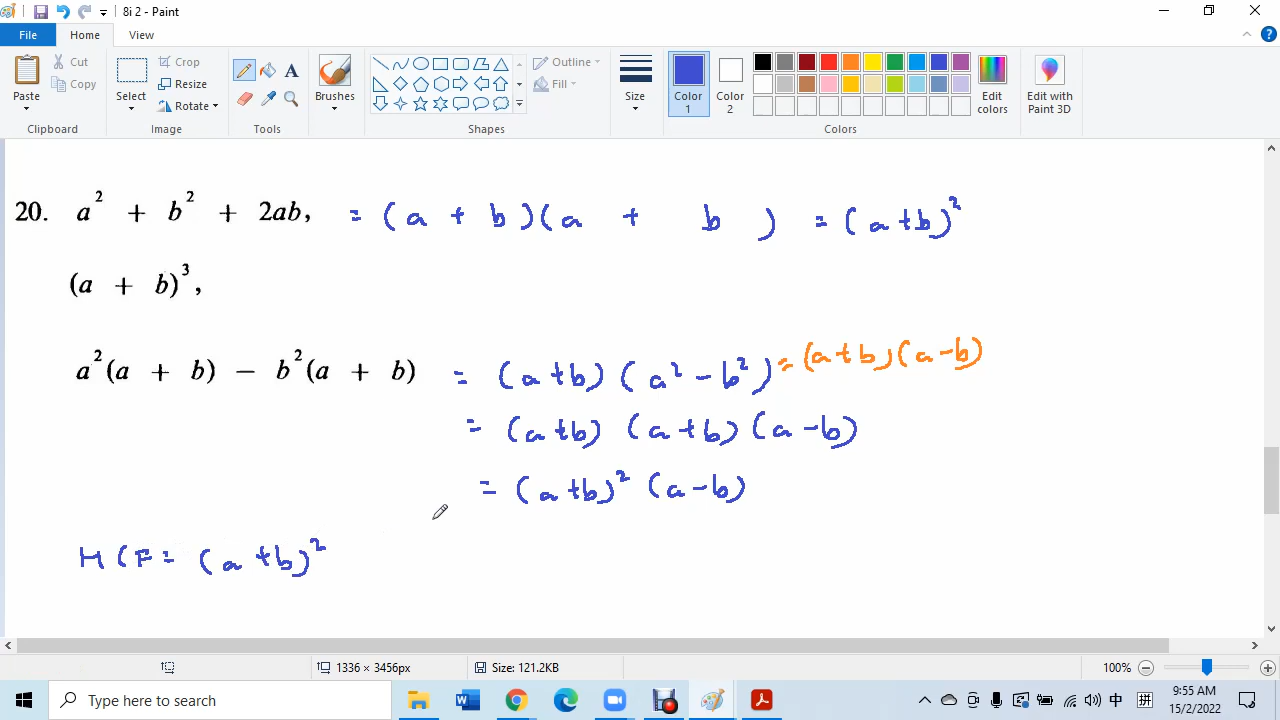 8i 2 - Paint
File Home View
Paste Cut Copy Clipboard
Select Crop Resize Rotate Image
Tools
Brushes
Outline Fill Shapes
Size
Color 1 Color 2 Edit colors Colors
Edit with Paint 3D
20. a² + b² + 2ab, = (a + b)(a + b) = (a+b)²
(a + b)³,
a²(a + b) − b²(a + b) = (a+b)(a²−b²) = (a+b)(a−b)
= (a+b)(a+b)(a−b)
= (a+b)²(a−b)
HCF = (a+b)²
1336 × 3456px Size: 121.2KB 100%
Type here to search 中 拼 9:55 AM
15/2/2022